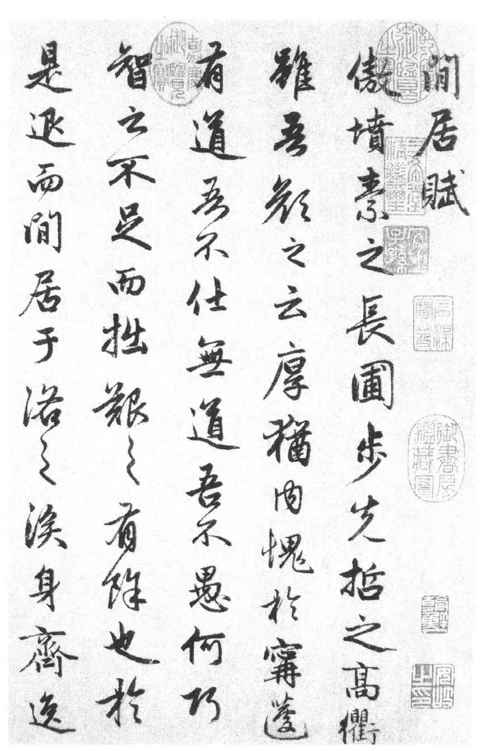 閒居賦
傲墳素之長圃步先哲之高衢
雖吾顏之云厚猶内愧於甯蘧
有道吾不仕無道吾不愚何巧
智之不足而拙艱之有餘也於
是退而閒居于洛之涘身齊逸